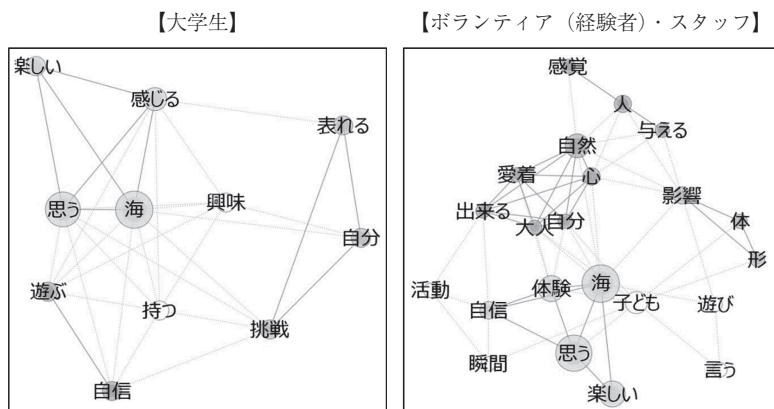 【大学生】
楽しい
感じる
表れる
思う
海
興味
自分
遊ぶ
持つ
挑戦
自信
【ボランティア（経験者）・スタッフ】
感覚
人
与える
自然
愛着
心
影響
出来る
大人
自分
体
形
活動
体験
海
子ども
遊び
自信
瞬間
思う
言う
楽しい